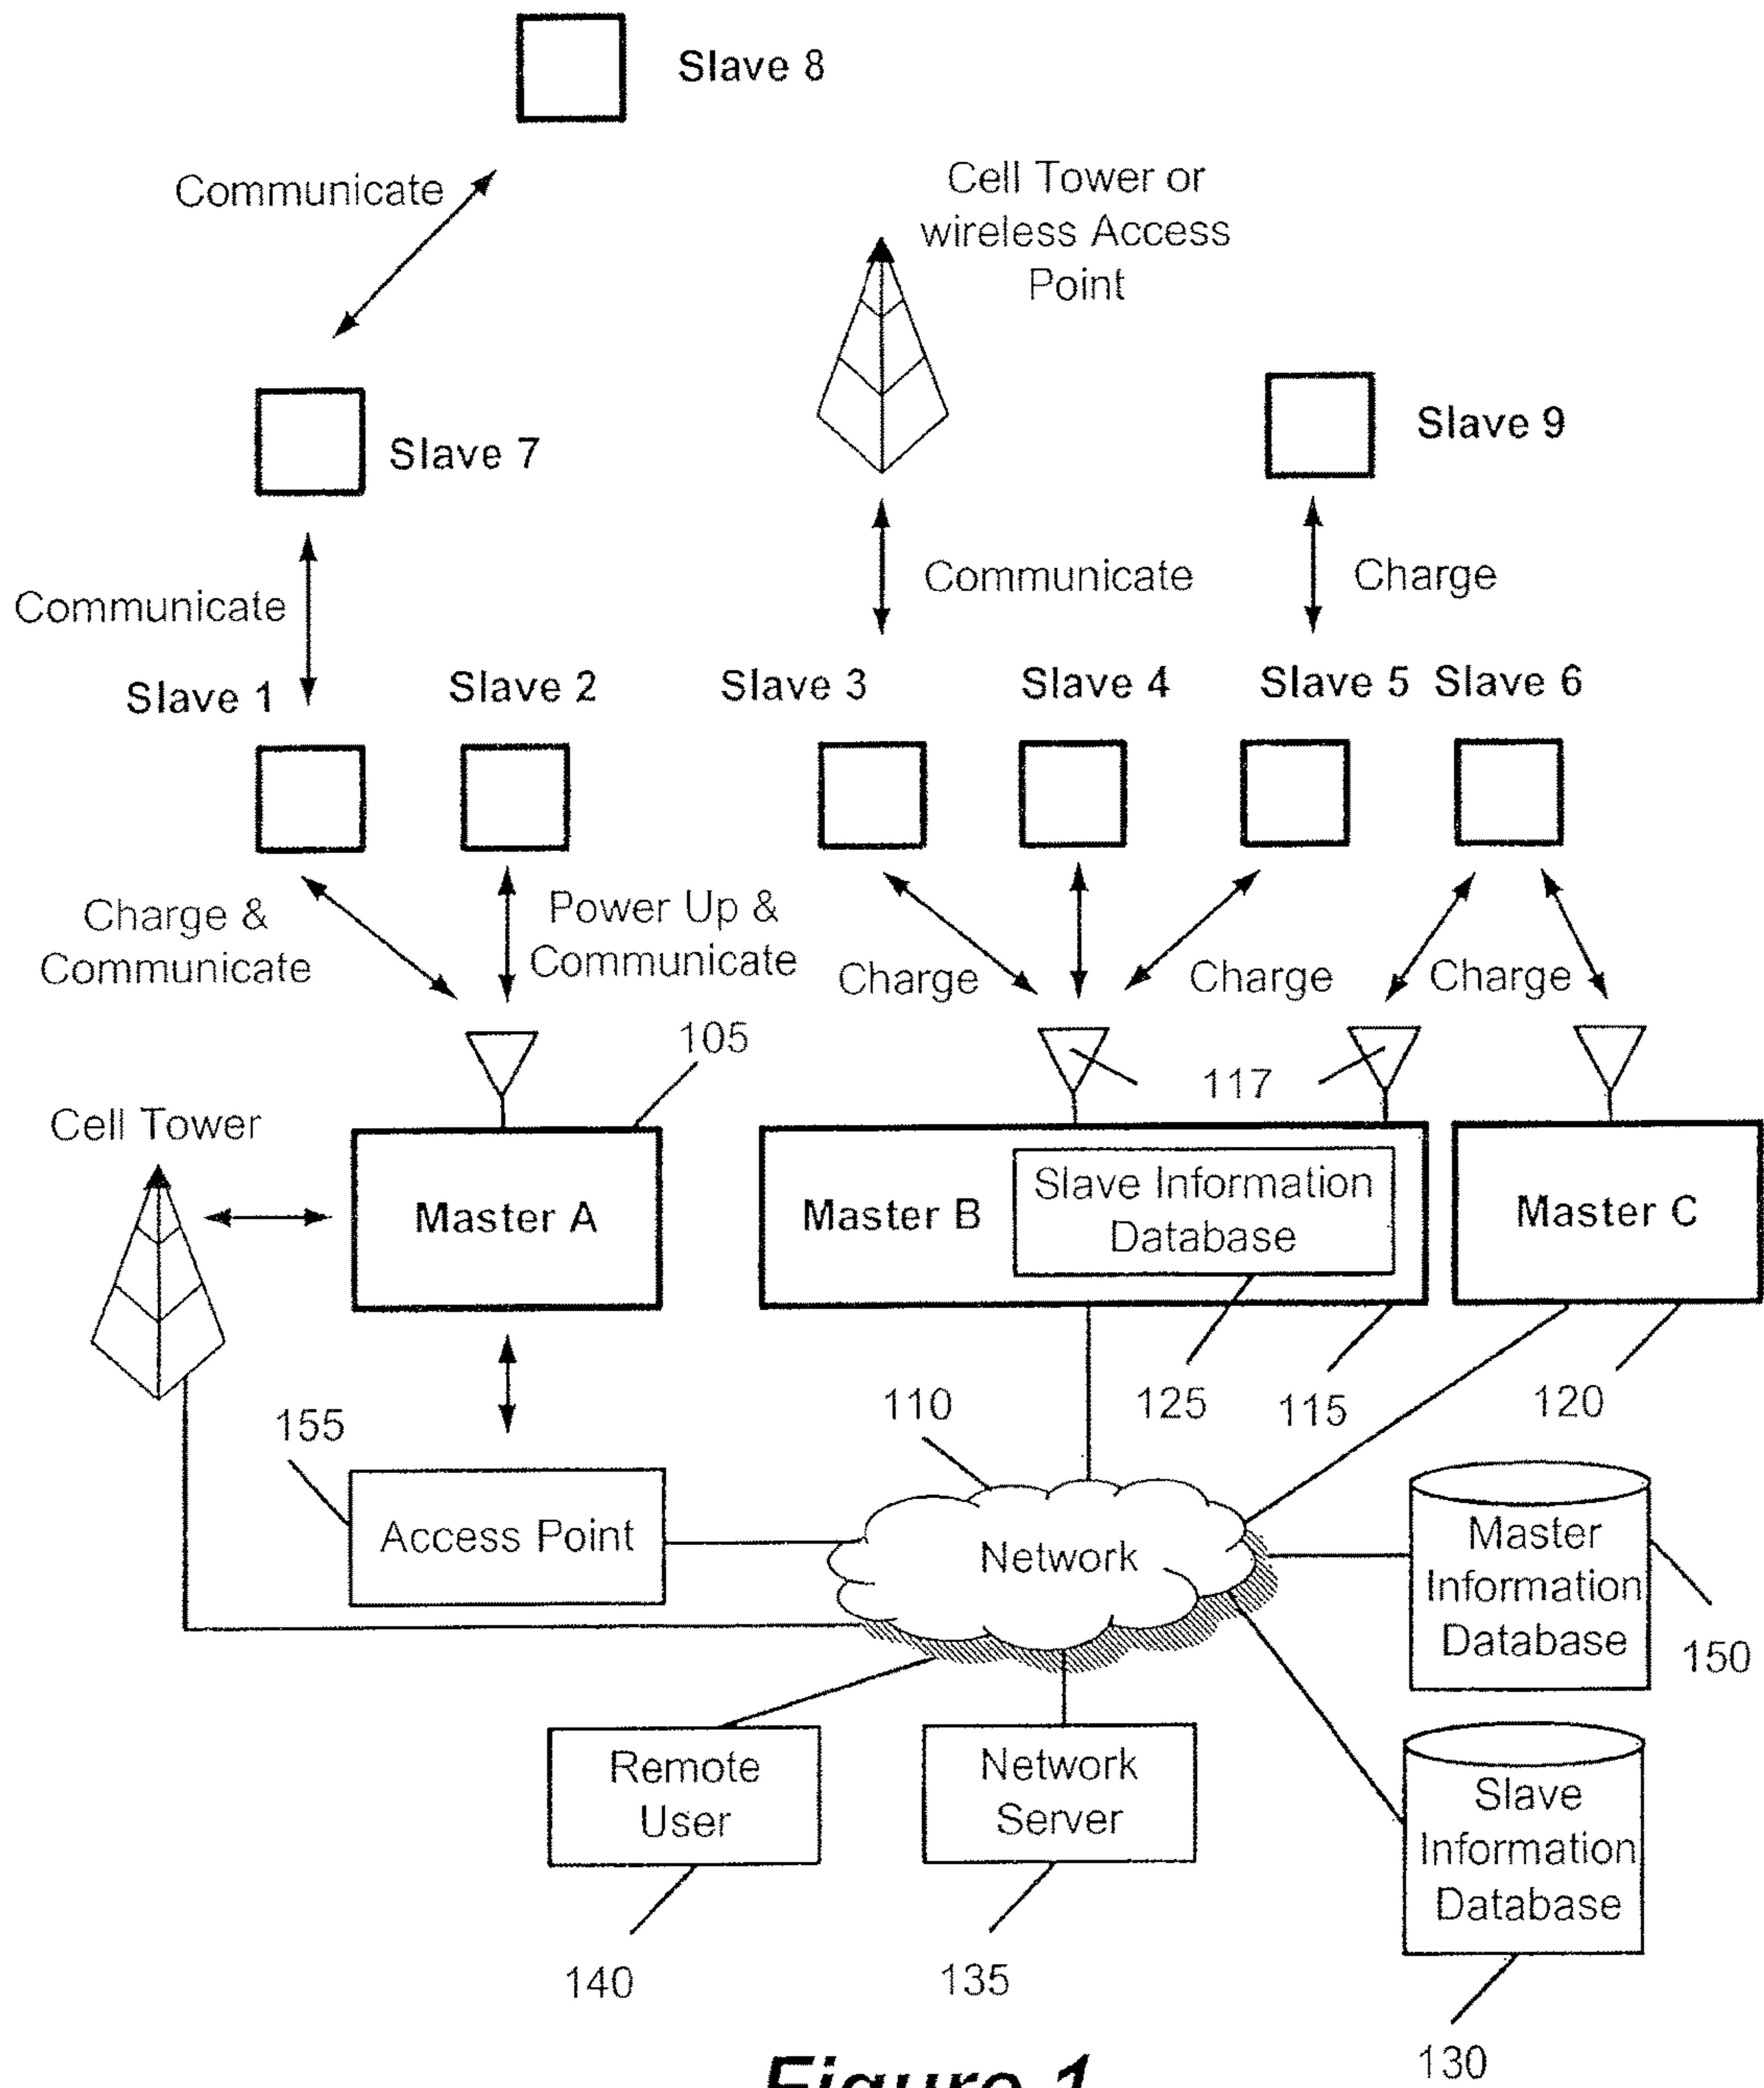 Slave 8
Communicate
Cell Tower or
wireless Access
Point
Slave 7
Slave 9
Communicate
Communicate
Charge
Slave 1
Slave 2
Slave 3
Slave 4
Slave 5
Slave 6
Charge &
Communicate
Power Up &
Communicate
Charge
Charge
Charge
105
117
Cell Tower
Master A
Master B
Slave Information
Database
Master C
110
125
115
120
155
Access Point
Network
Master
Information
Database
150
Remote
User
Network
Server
Slave
Information
Database
140
135
130
Figure 1